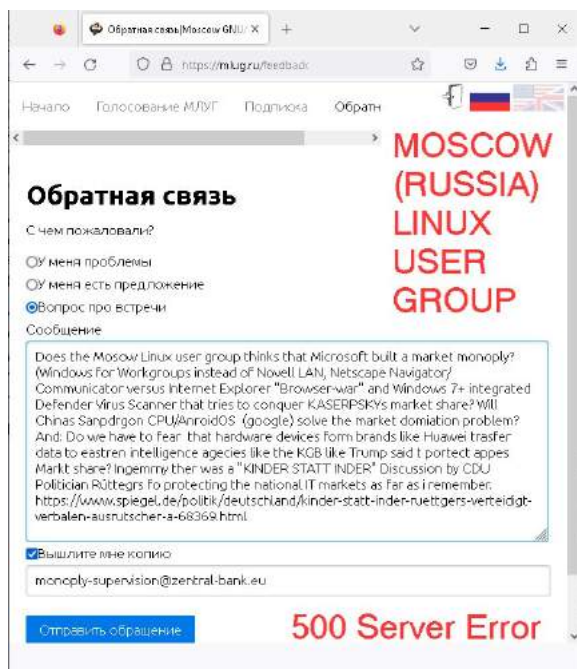 Обратная связь|Moscow GNU/
https://mlug.ru/feedback
Начало Голосование МЛУГ Подписка Обратн
MOSCOW
(RUSSIA)
LINUX
USER
GROUP
Обратная связь
С чем пожаловали?
У меня проблемы
У меня есть предложение
Вопрос про встречи
Сообщение
Does the Mosow Linux user group thinks that Microsoft built a market monoply?
(Windows for Workgroups instead of Novell LAN, Netscape Navigator/
Communicator versus Internet Explorer "Browser-war" and Windows 7+ integrated
Defender Virus Scanner that tries to conquer KASERPSKYs market share? Will
Chinas Sanpdrgon CPU/AnroidOS (google) solve the market domiation problem?
And: Do we have to fear that hardware devices form brands like Huawei trasfer
data to eastren intelligence agecies like the KGB like Trump said t portect appes
Markt share? Ingemrny ther was a "KINDER STATT INDER" Discussion by CDU
Politician Rüttegrs fo protecting the national IT markets as far as i remember.
https://www.spiegel.de/politik/deutschland/kinder-statt-inder-ruettgers-verteidigt-
verbalen-ausrutscher-a-68369.html
Вышлите мне копию
monoply-supervision@zentral-bank.eu
Отправить обращение
500 Server Error